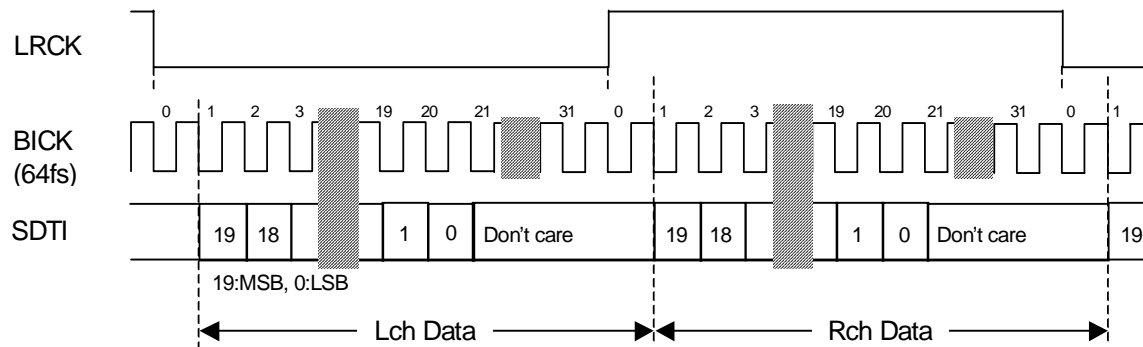 LRCK
0 1 2 3 19 20 21 31 0 1 2 3 19 20 21 31 0 1
BICK
(64fs)
SDTI 19 18 1 0 Don't care 19 18 1 0 Don't care 19
19:MSB, 0:LSB
Lch Data Rch Data